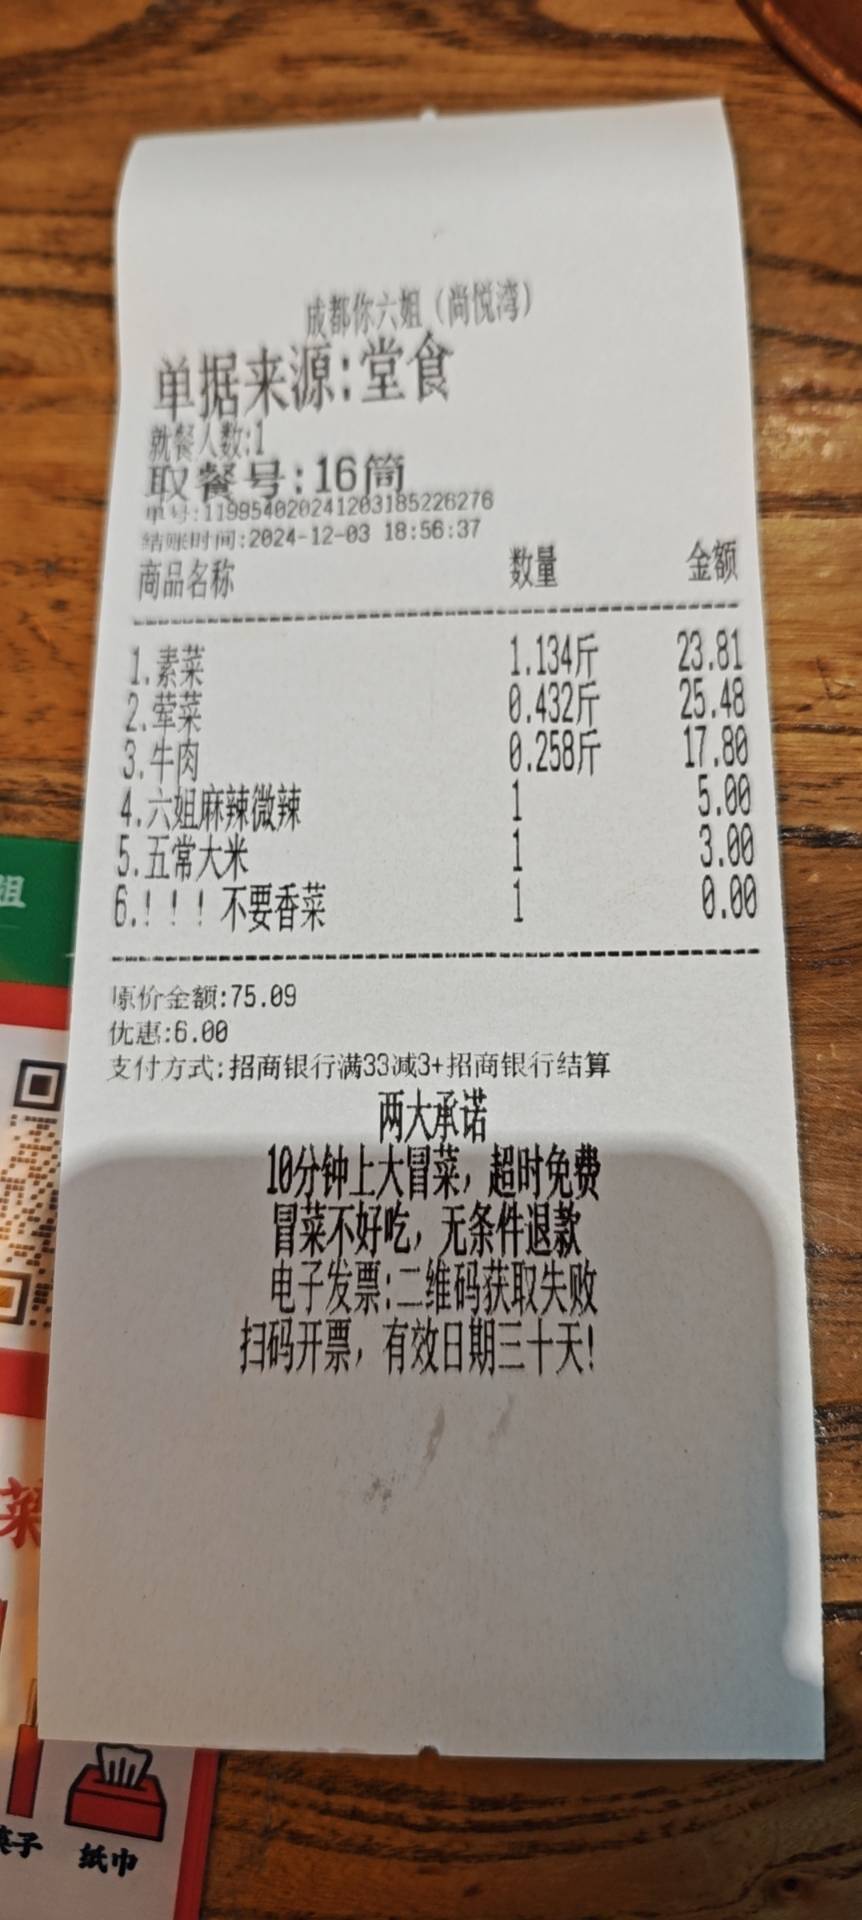 成都你六姐（尚悦湾）
单据来源:堂食
就餐人数:1
取餐号:16筒
单号:11995402024120318522​6276
结账时间:2024-12-03 18:56:37
商品名称 数量 金额
1.素菜 1.134斤 23.81
2.荤菜 0.432斤 25.48
3.牛肉 0.258斤 17.80
4.六姐麻辣微辣 1 5.00
5.五常大米 1 3.00
6.！！！不要香菜 1 0.00
原价金额:75.09
优惠:6.00
支付方式:招商银行满33减3+招商银行结算
两大承诺
10分钟上大冒菜，超时免费
冒菜不好吃，无条件退款
电子发票:二维码获取失败
扫码开票，有效日期三十天!
姐
菜
纸巾